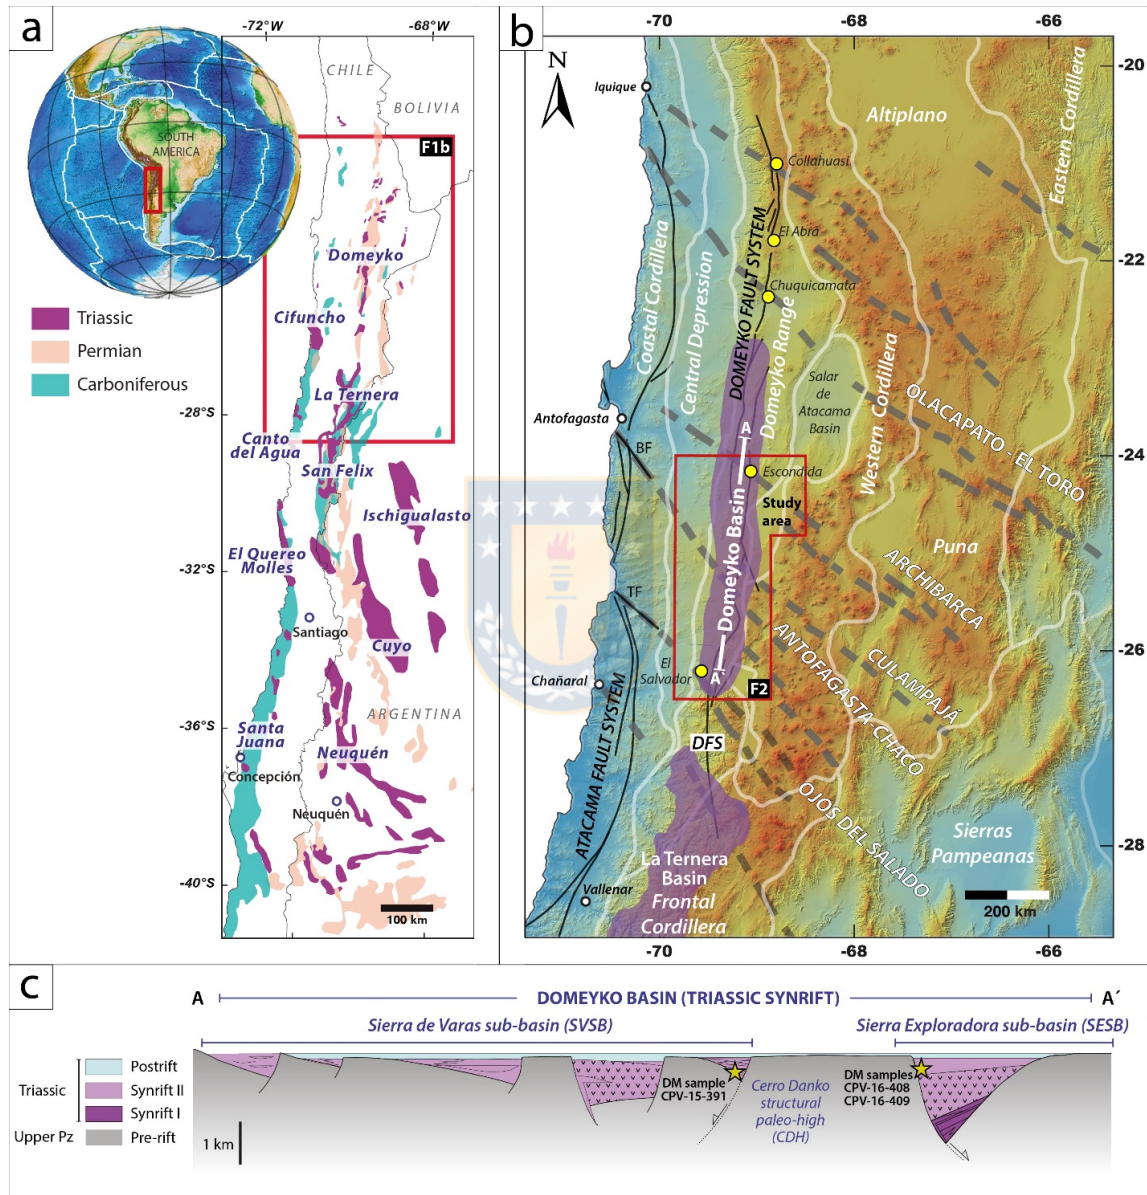 a
-72°W
-68°W
CHILE
BOLIVIA
SOUTH
AMERICA
F1b
Domeyko
Triassic
Permian
Carboniferous
Cifuncho
La Ternera
-28°S
Canto
del Agua
San Felix
Ischigualasto
El Quereo
Molles
-32°S
Santiago
Cuyo
ARGENTINA
-36°S
Santa
Juana
Neuquén
Concepción
Neuquén
-40°S
100 km
b
-70
-68
-66
N
-20
Iquique
Altiplano
Eastern Cordillera
Collahuasi
El Abra
-22
Coastal Cordillera
Central Depression
DOMEYKO FAULT SYSTEM
Chuquicamata
Domeyko Range
Salar
de
Atacama
Basin
Western Cordillera
OLACAPATO - EL TORO
Antofagasta
BF
A
-24
Escondida
Study
area
Domeyko Basin
Puna
ARCHIBARCA
TF
CULAMPAJÁ
ANTOFAGASTA-CHACO
-26
El
Salvador
A'
F2
Chañaral
ATACAMA FAULT SYSTEM
DFS
OJOS DEL SALADO
Sierras
Pampeanas
-28
La Ternera
Basin
Frontal
Cordillera
Vallenar
200 km
-70
-68
-66
c
A
DOMEYKO BASIN (TRIASSIC SYNRIFT)
A´
Sierra de Varas sub-basin (SVSB)
Sierra Exploradora sub-basin (SESB)
Triassic
Postrift
Synrift II
Synrift I
Upper Pz
Pre-rift
1 km
DM sample
CPV-15-391
Cerro Danko
structural
paleo-high
(CDH)
DM samples
CPV-16-408
CPV-16-409